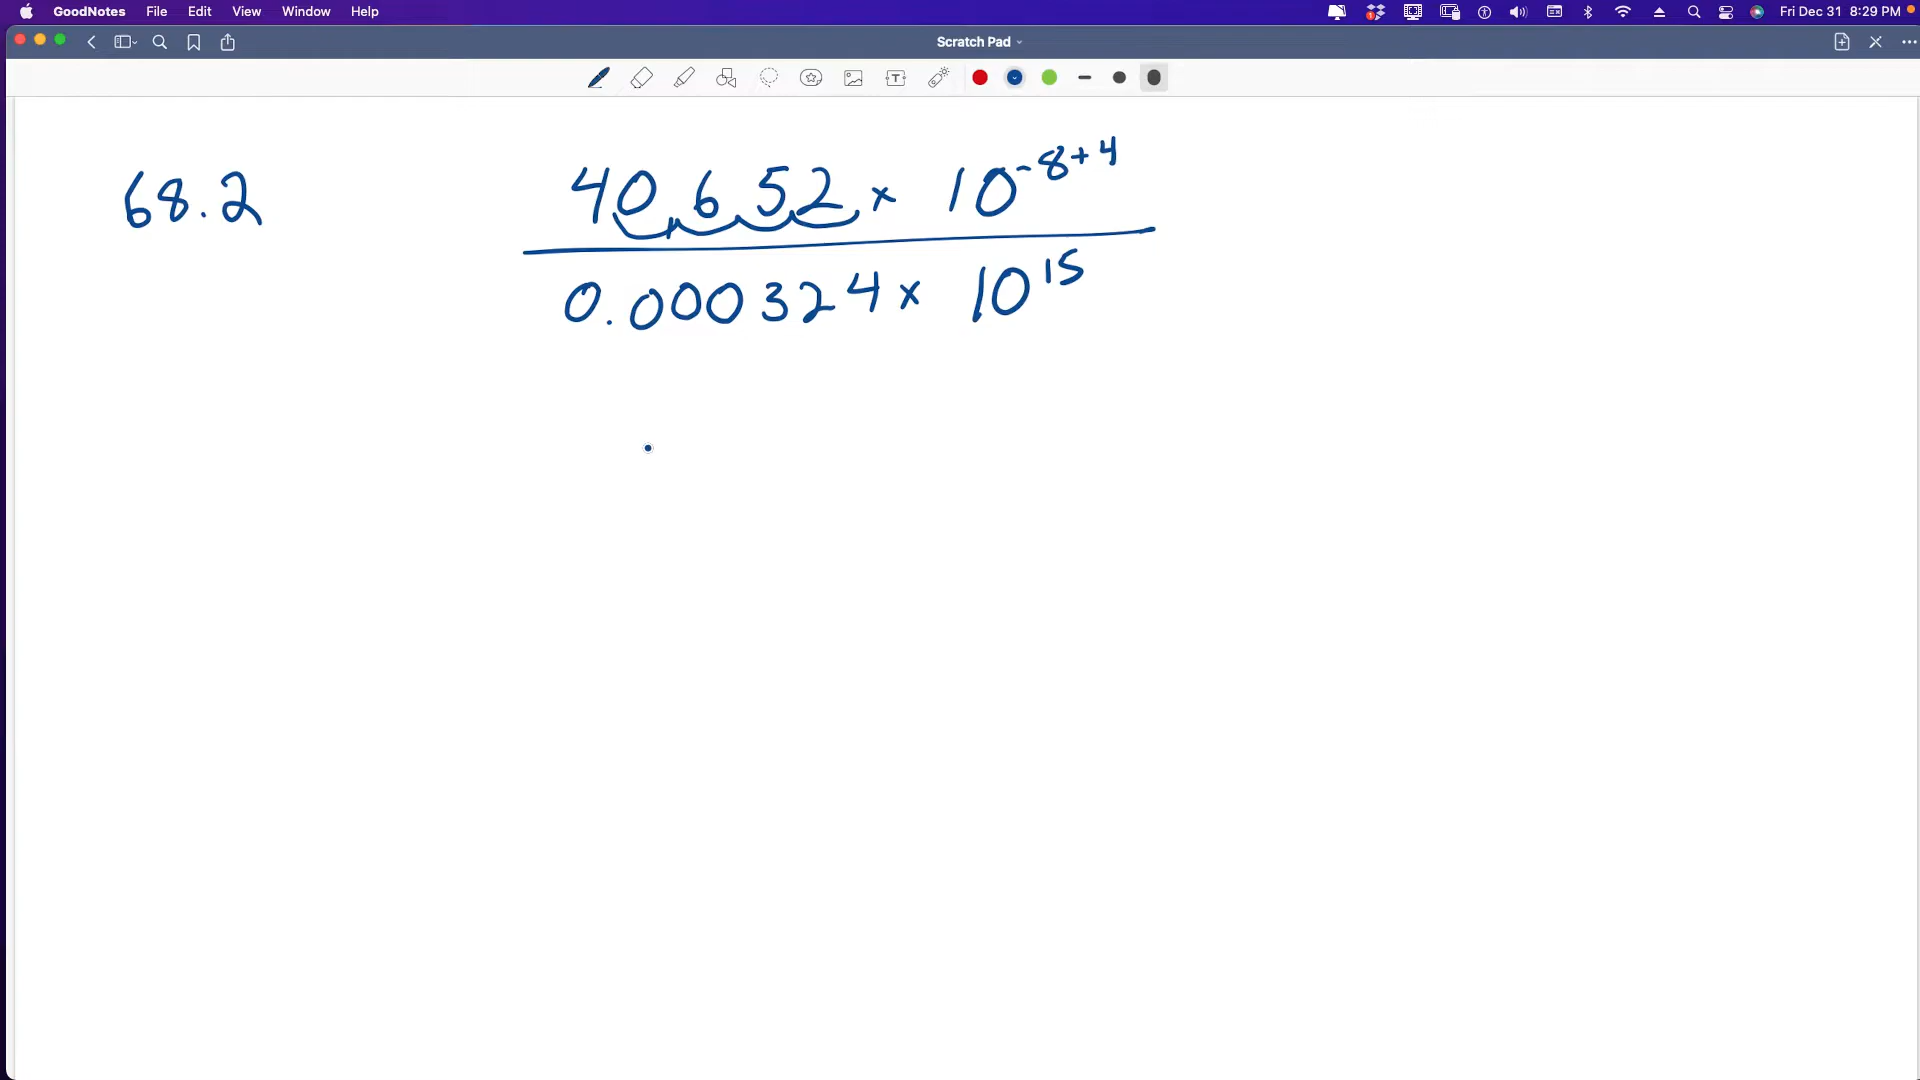 GoodNotes File Edit View Window Help Fri Dec 31 8:29 PM
Scratch Pad
T
68.2
40,652 × 10^-8+4
0.000324 × 10^15